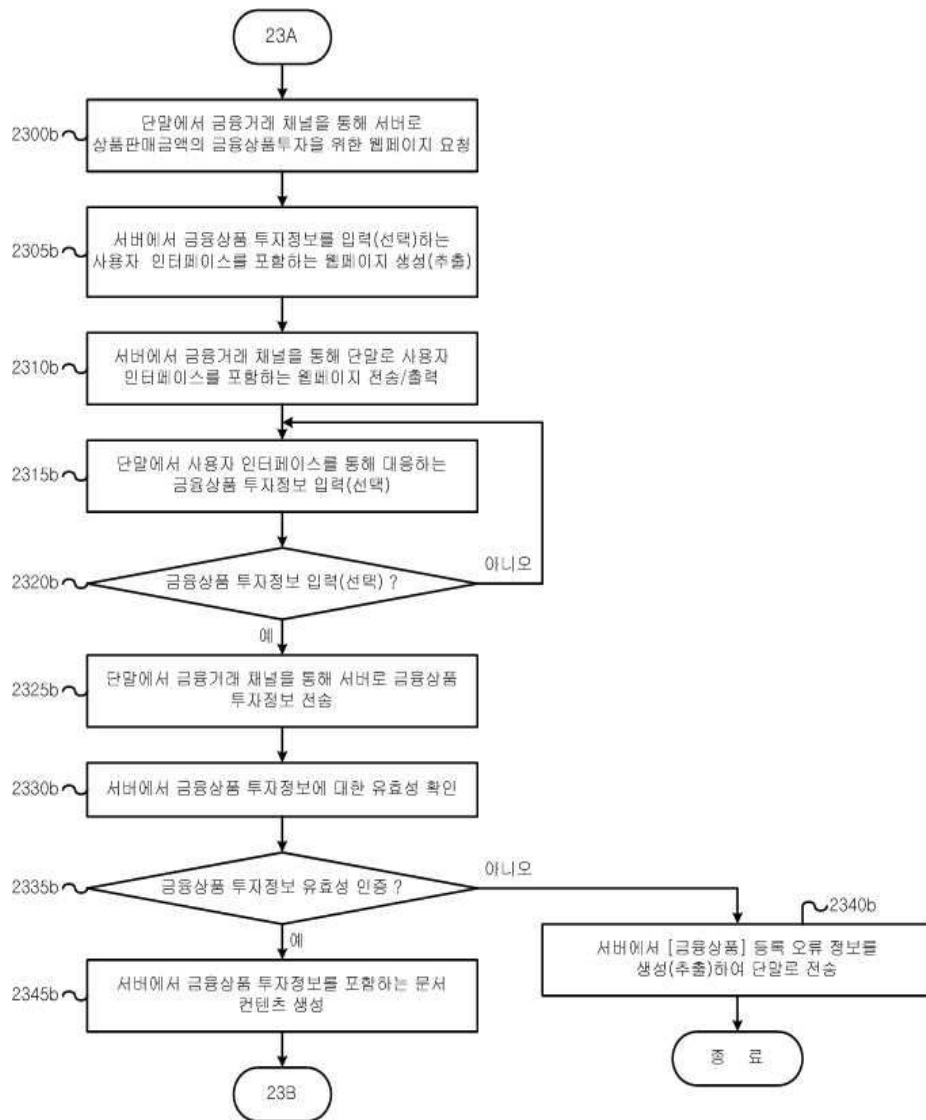 23A
2300b
단말에서 금융거래 채널을 통해 서버로
상품판매금액의 금융상품투자을 위한 웹페이지 요청
2305b
서버에서 금융상품 투자정보를 입력(선택)하는
사용자 인터페이스를 포함하는 웹페이지 생성(추출)
2310b
서버에서 금융거래 채널을 통해 단말로 사용자
인터페이스를 포함하는 웹페이지 전송/출력
2315b
단말에서 사용자 인터페이스를 통해 대응하는
금융상품 투자정보 입력(선택)
2320b
금융상품 투자정보 입력(선택) ?
아니오
예
2325b
단말에서 금융거래 채널을 통해 서버로 금융상품
투자정보 전송
2330b
서버에서 금융상품 투자정보에 대한 유효성 확인
2335b
금융상품 투자정보 유효성 인증 ?
아니오
예
2340b
서버에서 [금융상품] 등록 오류 정보를
생성(추출)하여 단말로 전송
2345b
서버에서 금융상품 투자정보를 포함하는 문서
컨텐츠 생성
종 료
23B